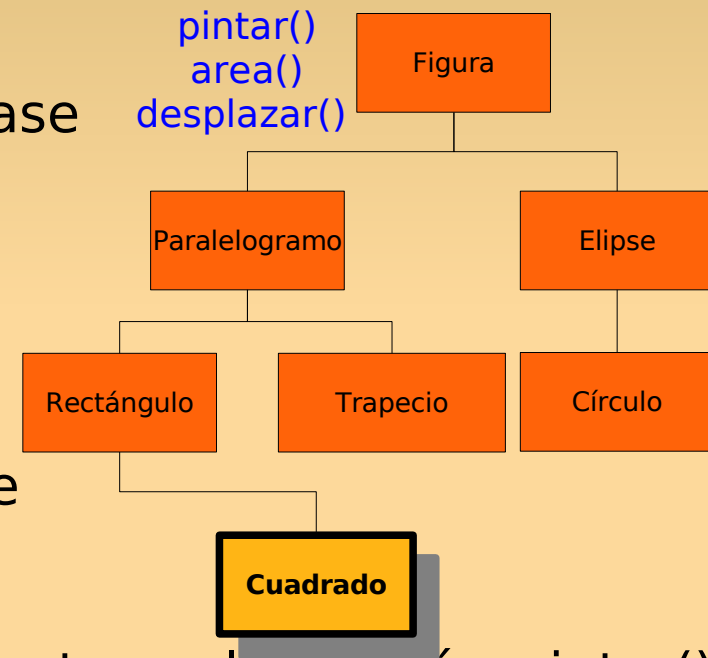 pintar()
area()
desplazar()
Figura
Paralelogramo
Elipse
Rectángulo
Trapecio
Círculo
Cuadrado